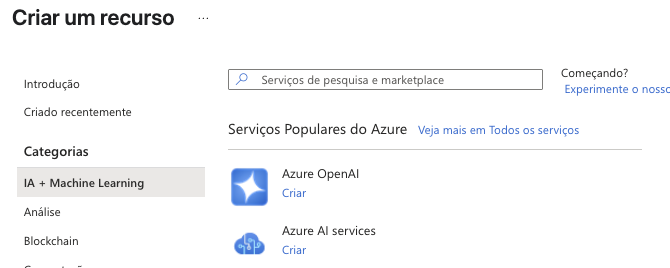 Criar um recurso ...
Serviços de pesquisa e marketplace
Começando?
Experimente o nosso
Introdução
Criado recentemente
Categorias
IA + Machine Learning
Análise
Blockchain
Serviços Populares do Azure Veja mais em Todos os serviços
Azure OpenAI
Criar
Azure AI services
Criar